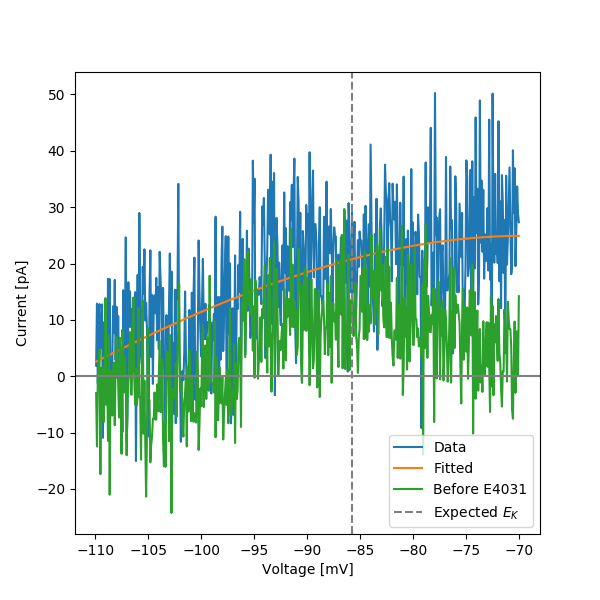 50
40
30
20
10
0
−10
−20
Current [pA]
Data
Fitted
Before E4031
Expected E_K
−110
−105
−100
−95
−90
−85
−80
−75
−70
Voltage [mV]